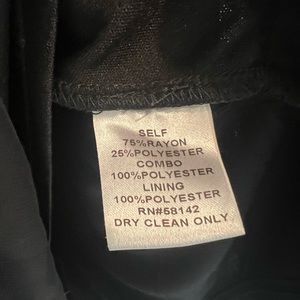 SELF
75%RAYON
25%POLYESTER
COMBO
100%POLYESTER
LINING
100%POLYESTER
RN#58142
DRY CLEAN ONLY